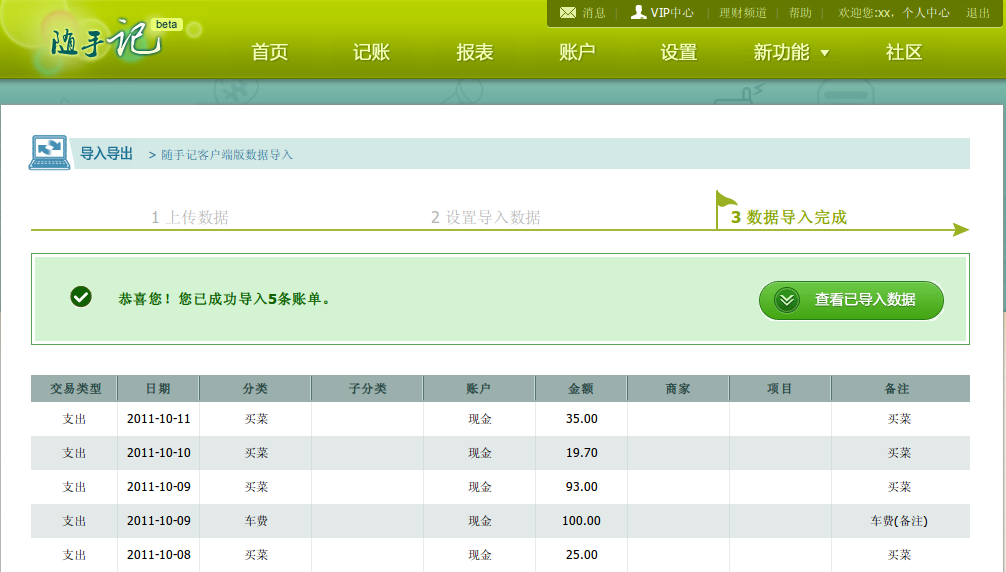 消息 VIP中心 理财频道 帮助 欢迎您:xx，个人中心 退出
随手记 beta
首页 记账 报表 账户 设置 新功能 社区
导入导出 > 随手记客户端版数据导入
1 上传数据 2 设置导入数据 3 数据导入完成
恭喜您！您已成功导入5条账单。 查看已导入数据
交易类型 日期 分类 子分类 账户 金额 商家 项目 备注
支出 2011-10-11 买菜 现金 35.00 买菜
支出 2011-10-10 买菜 现金 19.70 买菜
支出 2011-10-09 买菜 现金 93.00 买菜
支出 2011-10-09 车费 现金 100.00 车费(备注)
支出 2011-10-08 买菜 现金 25.00 买菜